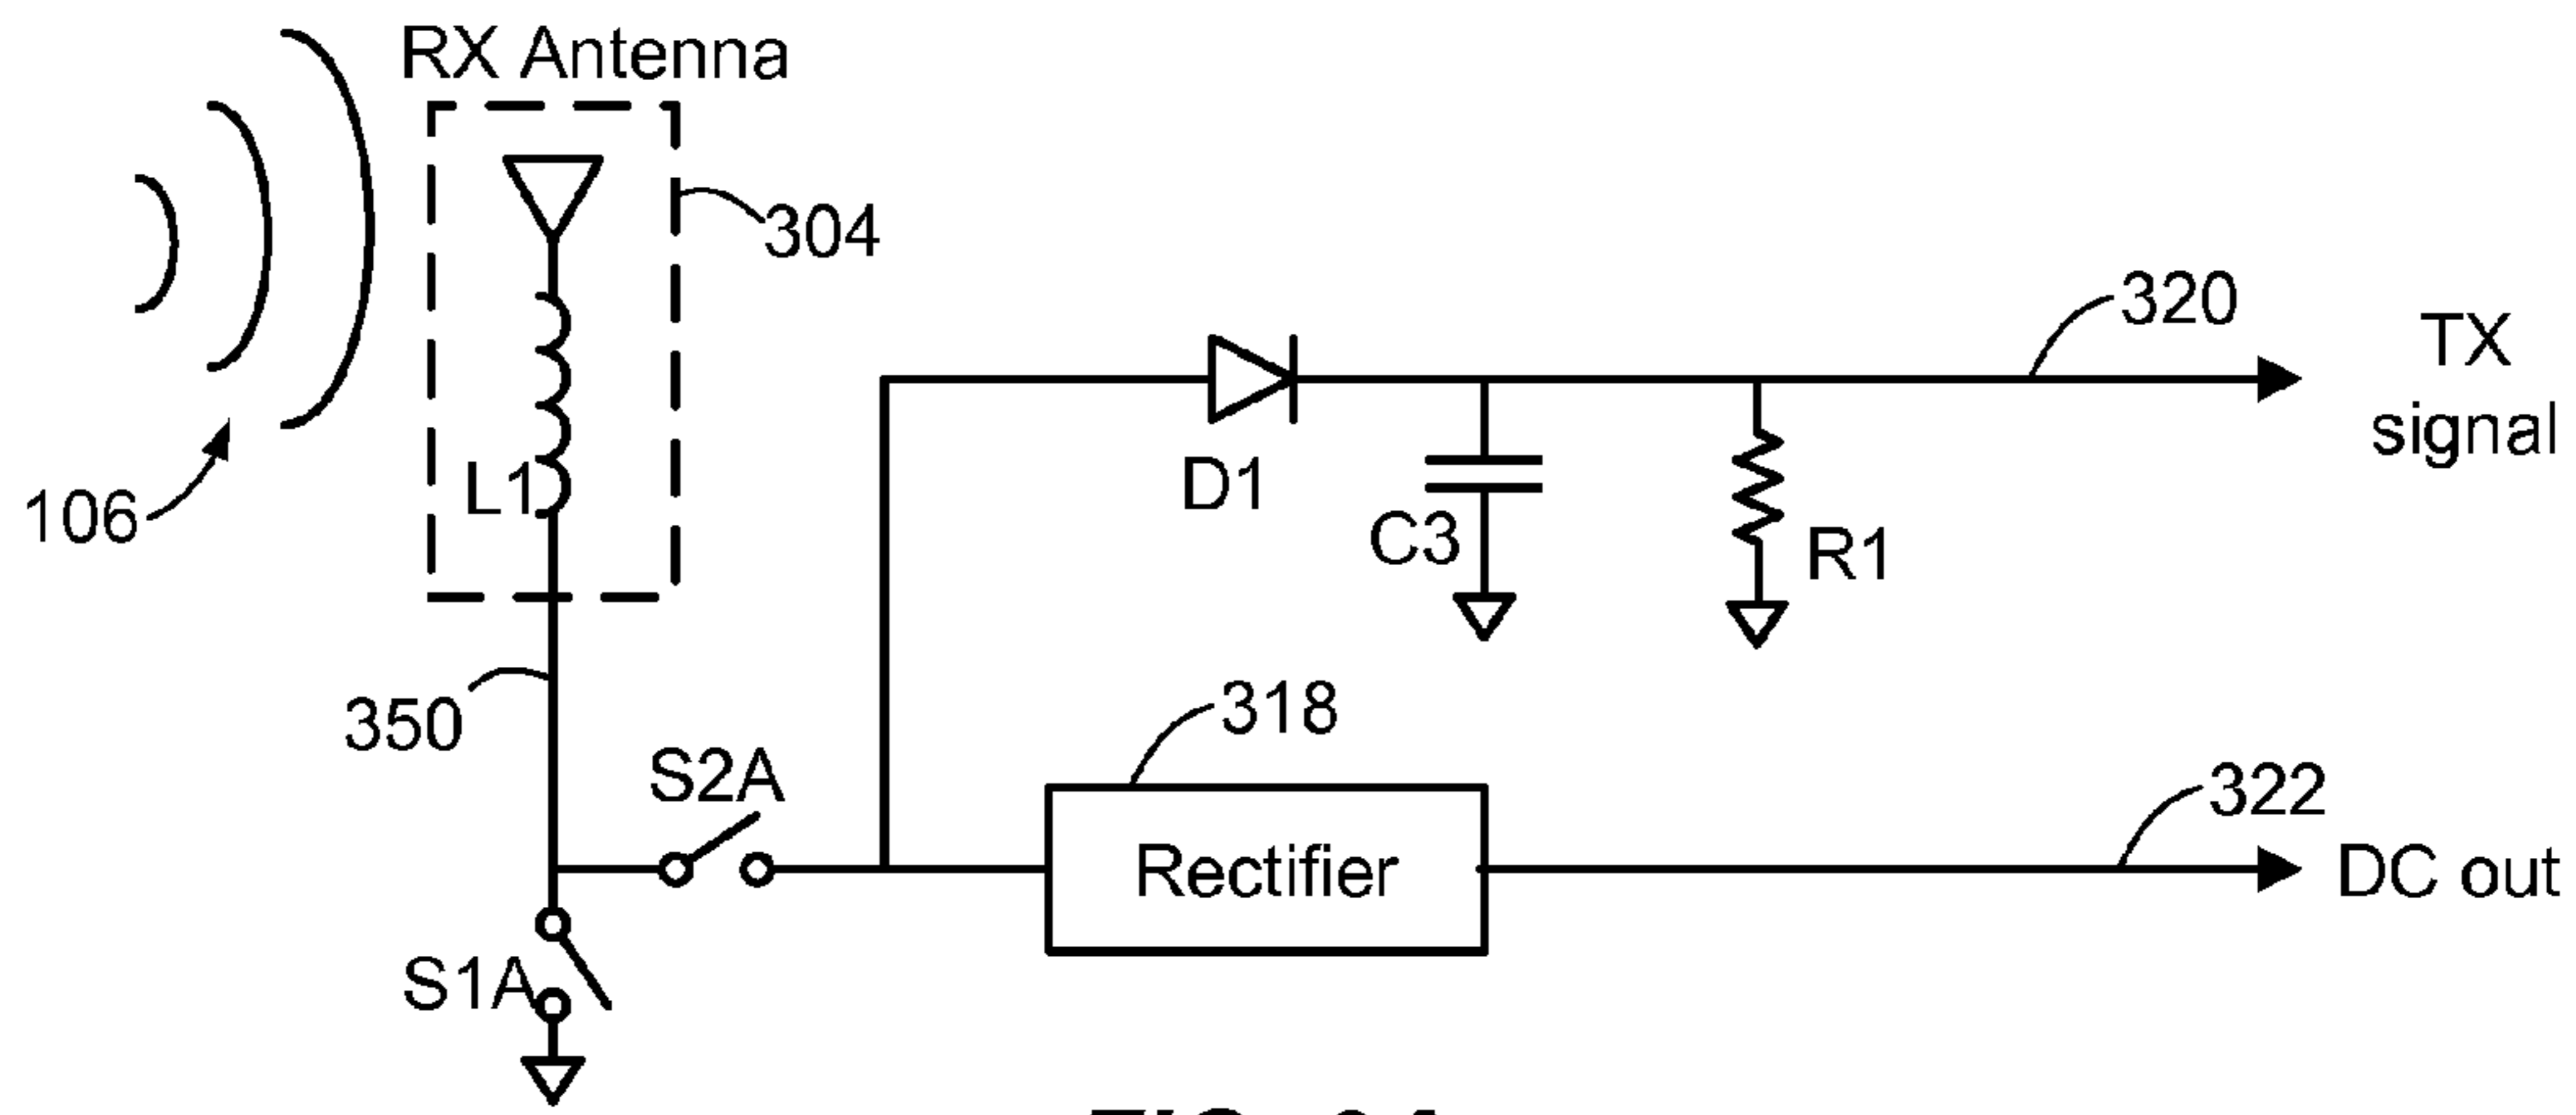 RX Antenna
304
320
TX
signal
L1
106
D1
C3
R1
350
318
S2A
322
Rectifier
DC out
S1A